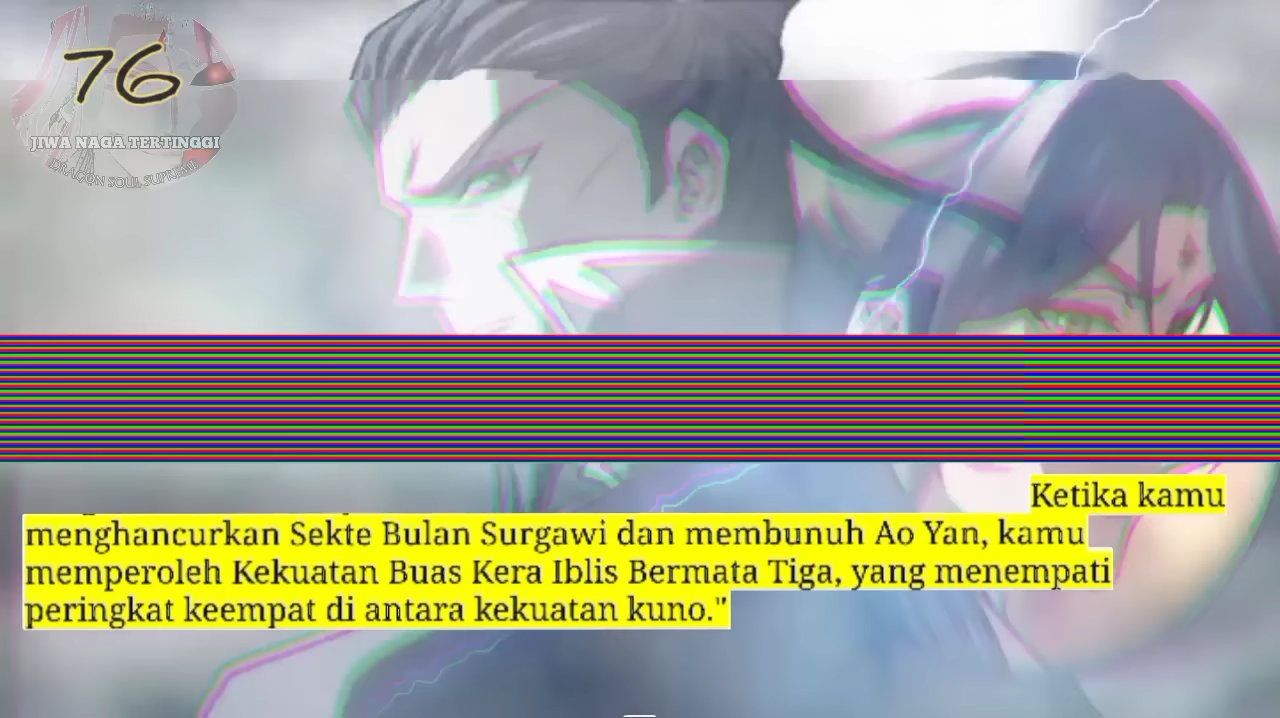 76
JIWA NAGA TERTINGGI
DRAGON SOUL SUPREME
Ketika kamu
menghancurkan Sekte Bulan Surgawi dan membunuh Ao Yan, kamu
memperoleh Kekuatan Buas Kera Iblis Bermata Tiga, yang menempati
peringkat keempat di antara kekuatan kuno."